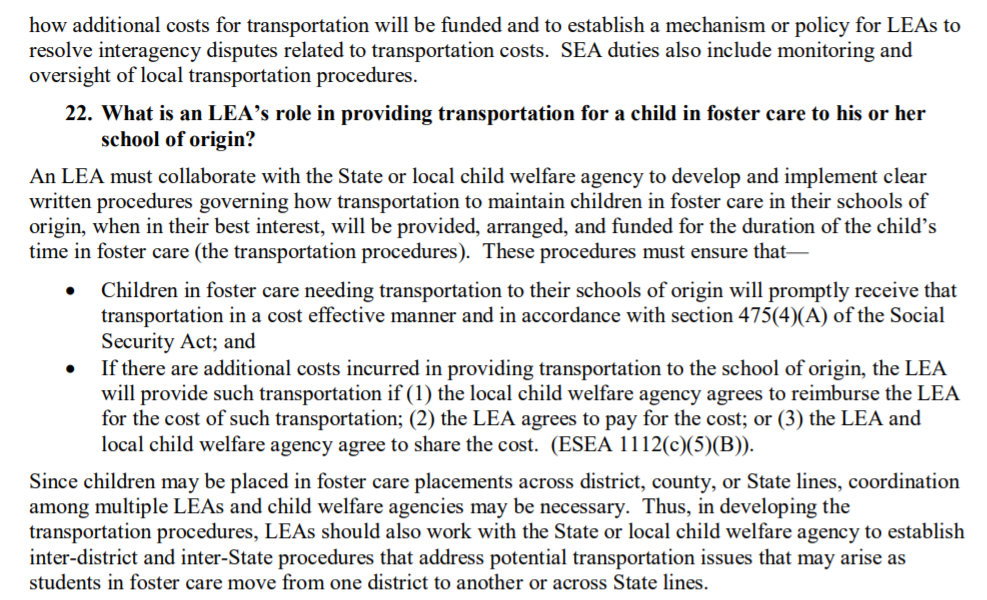 how additional costs for transportation will be funded and to establish a mechanism or policy for LEAs to
resolve interagency disputes related to transportation costs.  SEA duties also include monitoring and
oversight of local transportation procedures.
22. What is an LEA’s role in providing transportation for a child in foster care to his or her
school of origin?
An LEA must collaborate with the State or local child welfare agency to develop and implement clear
written procedures governing how transportation to maintain children in foster care in their schools of
origin, when in their best interest, will be provided, arranged, and funded for the duration of the child’s
time in foster care (the transportation procedures).  These procedures must ensure that—
• Children in foster care needing transportation to their schools of origin will promptly receive that
transportation in a cost effective manner and in accordance with section 475(4)(A) of the Social
Security Act; and
• If there are additional costs incurred in providing transportation to the school of origin, the LEA
will provide such transportation if (1) the local child welfare agency agrees to reimburse the LEA
for the cost of such transportation; (2) the LEA agrees to pay for the cost; or (3) the LEA and
local child welfare agency agree to share the cost.  (ESEA 1112(c)(5)(B)).
Since children may be placed in foster care placements across district, county, or State lines, coordination
among multiple LEAs and child welfare agencies may be necessary.  Thus, in developing the
transportation procedures, LEAs should also work with the State or local child welfare agency to establish
inter-district and inter-State procedures that address potential transportation issues that may arise as
students in foster care move from one district to another or across State lines.